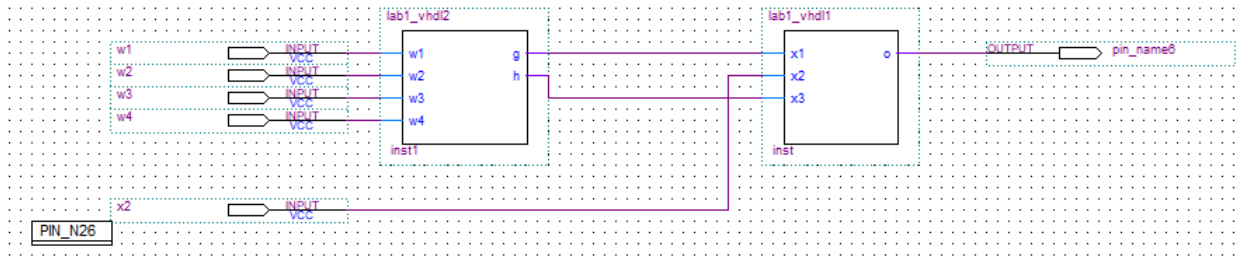 lab1_vhdl2 lab1_vhdl1
w1 INPUT VCC w1 g x1 o OUTPUT pin_name6
w2 INPUT VCC w2 h x2
w3 INPUT VCC w3 x3
w4 INPUT VCC w4
inst1 inst
x2 INPUT VCC
PIN_N26